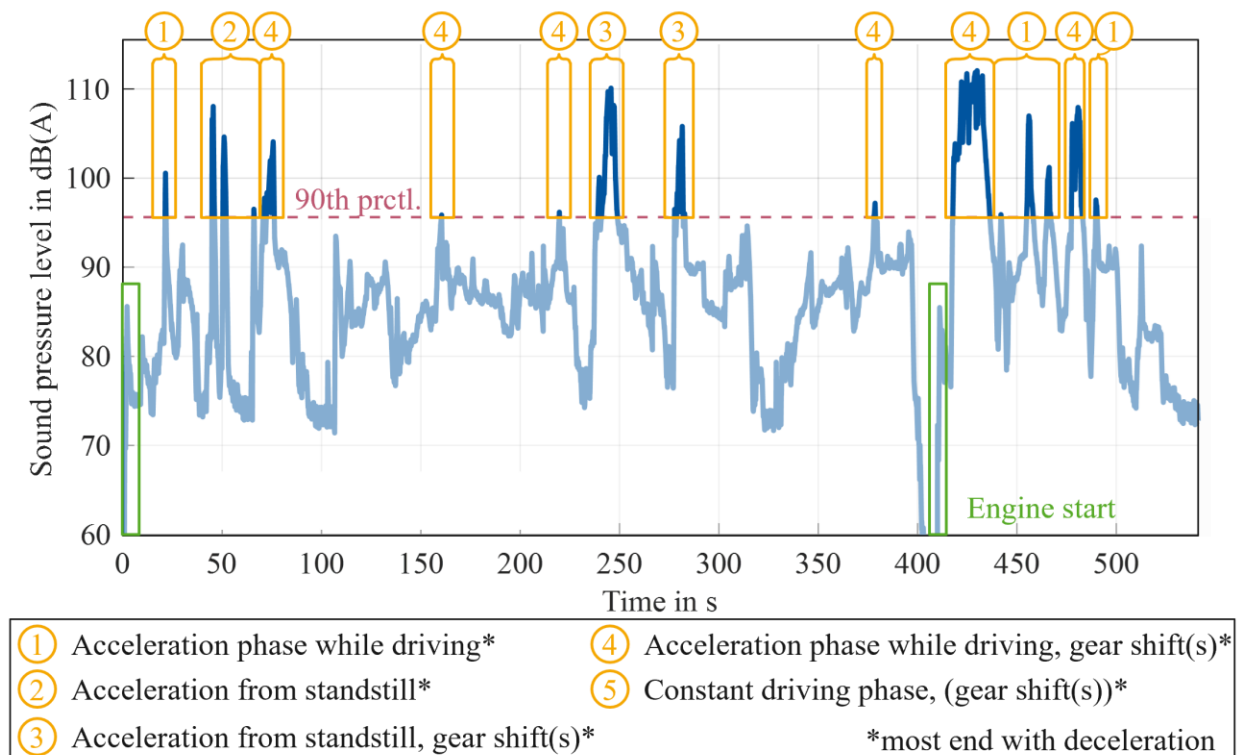 1 2 4 4 4 3 3 4 4 1 4 1
Sound pressure level in dB(A)
110
100
90
80
70
60
90th prctl.
Engine start
0 50 100 150 200 250 300 350 400 450 500
Time in s
1 Acceleration phase while driving*
2 Acceleration from standstill*
3 Acceleration from standstill, gear shift(s)*
4 Acceleration phase while driving, gear shift(s)*
5 Constant driving phase, (gear shift(s))*
*most end with deceleration